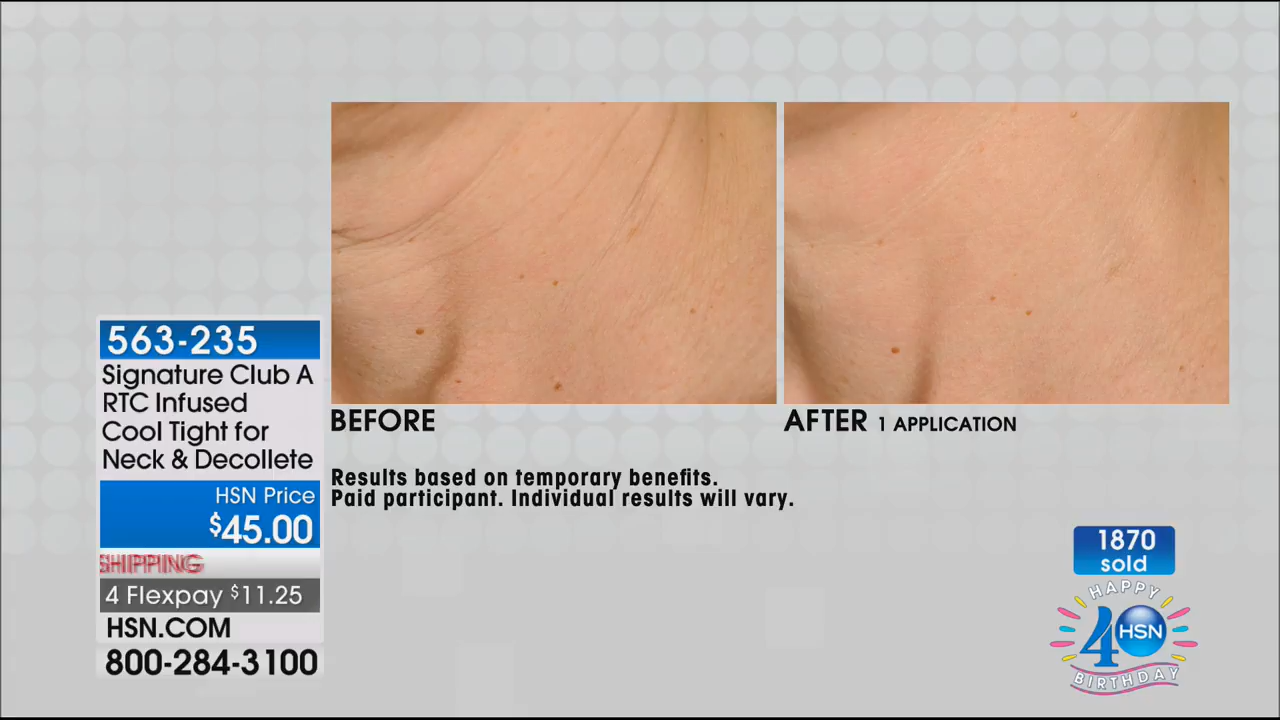 563-235
Signature Club A
RTC Infused
Cool Tight for
Neck & Decollete
HSN Price
$45.00
SHIPPING
4 Flexpay $11.25
HSN.COM
800-284-3100
BEFORE
AFTER 1 APPLICATION
Results based on temporary benefits.
Paid participant. Individual results will vary.
1870
sold
HAPPY
40 HSN
BIRTHDAY